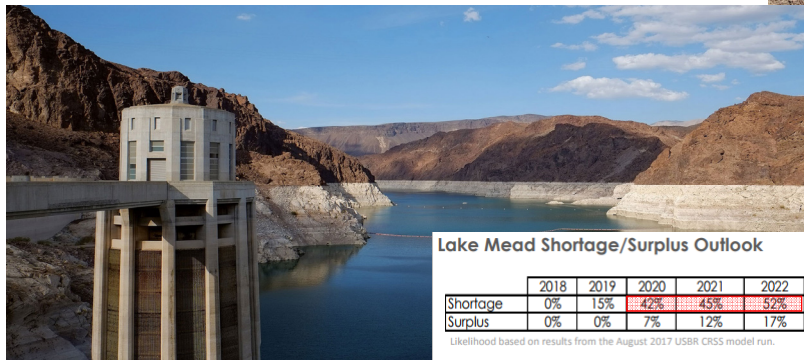 Lake Mead Shortage/Surplus Outlook
2018 2019 2020 2021 2022
Shortage 0% 15% 42% 45% 52%
Surplus 0% 0% 7% 12% 17%
Likelihood based on results from the August 2017 USBR CRSS model run.